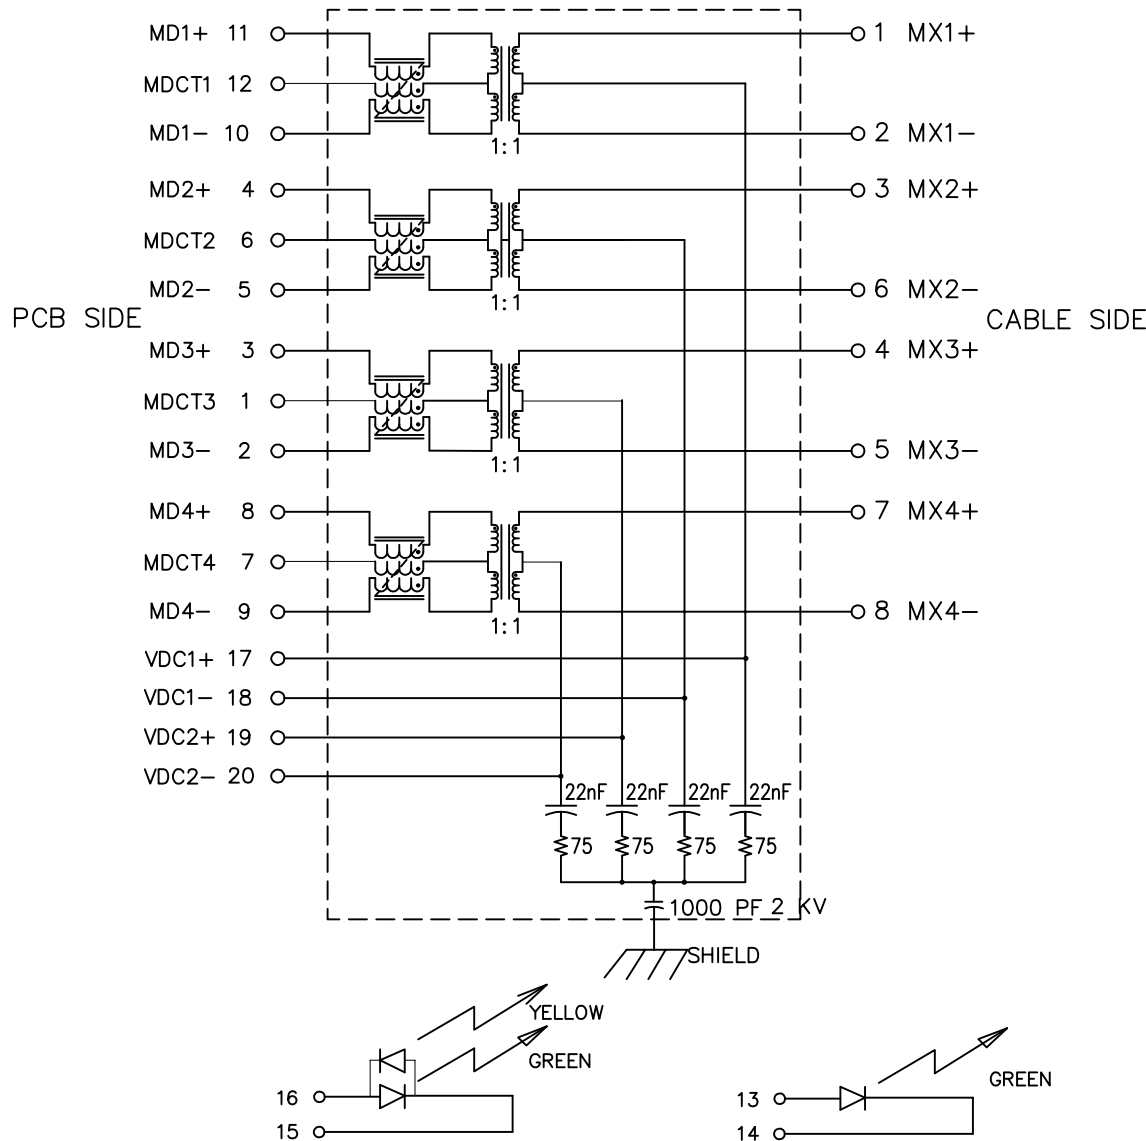 MD1+ 11 1 MX1+
MDCT1 12
MD1- 10 2 MX1-
1:1
MD2+ 4 3 MX2+
MDCT2 6
MD2- 5 6 MX2-
1:1
PCB SIDE CABLE SIDE
MD3+ 3 4 MX3+
MDCT3 1
MD3- 2 5 MX3-
1:1
MD4+ 8 7 MX4+
MDCT4 7
MD4- 9 8 MX4-
1:1
VDC1+ 17
VDC1- 18
VDC2+ 19
VDC2- 20
22nF 22nF 22nF 22nF
75 75 75 75
1000 PF 2 KV
SHIELD
YELLOW
GREEN
GREEN
16 13
15 14